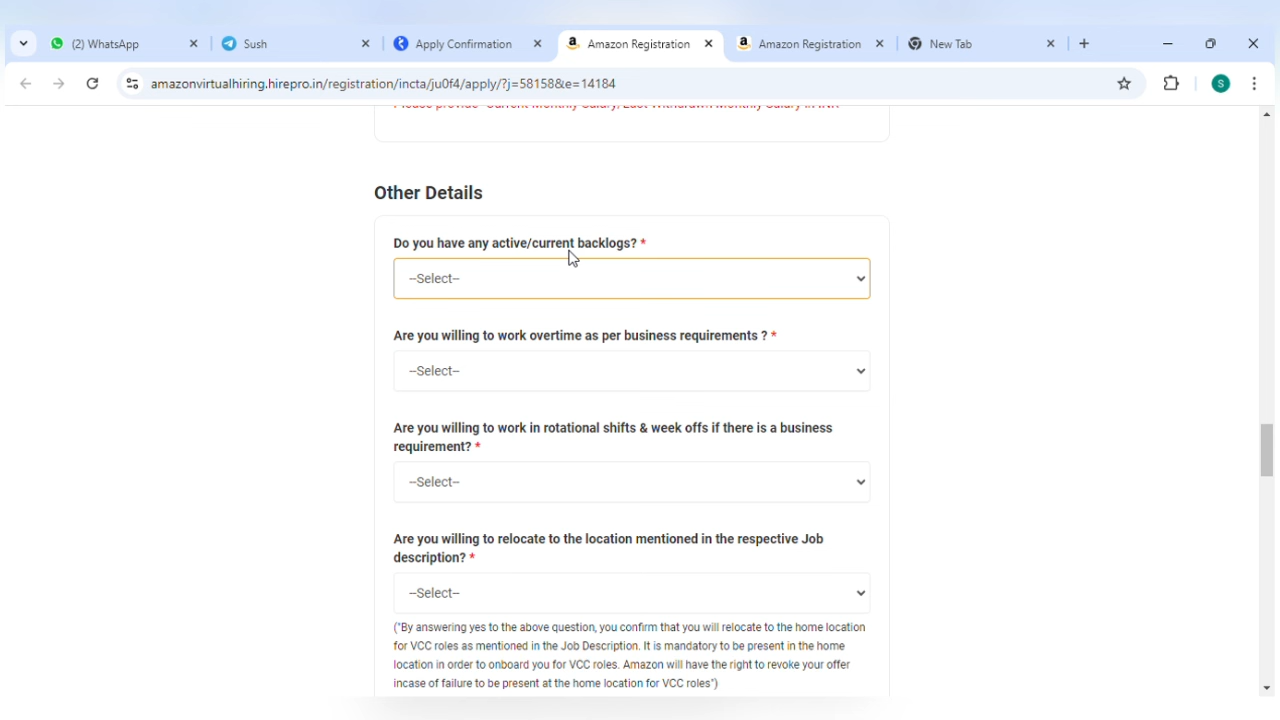 (2) WhatsApp
Sush
Apply Confirmation
Amazon Registration
Amazon Registration
New Tab
amazonvirtualhiring.hirepro.in/registration/incta/ju0f4/apply/?j=58158&e=14184
S
Other Details
Do you have any active/current backlogs? *
--Select--
Are you willing to work overtime as per business requirements ? *
--Select--
Are you willing to work in rotational shifts & week offs if there is a business
requirement? *
--Select--
Are you willing to relocate to the location mentioned in the respective Job
description? *
--Select--
("By answering yes to the above question, you confirm that you will relocate to the home location
for VCC roles as mentioned in the Job Description. It is mandatory to be present in the home
location in order to onboard you for VCC roles. Amazon will have the right to revoke your offer
incase of failure to be present at the home location for VCC roles")